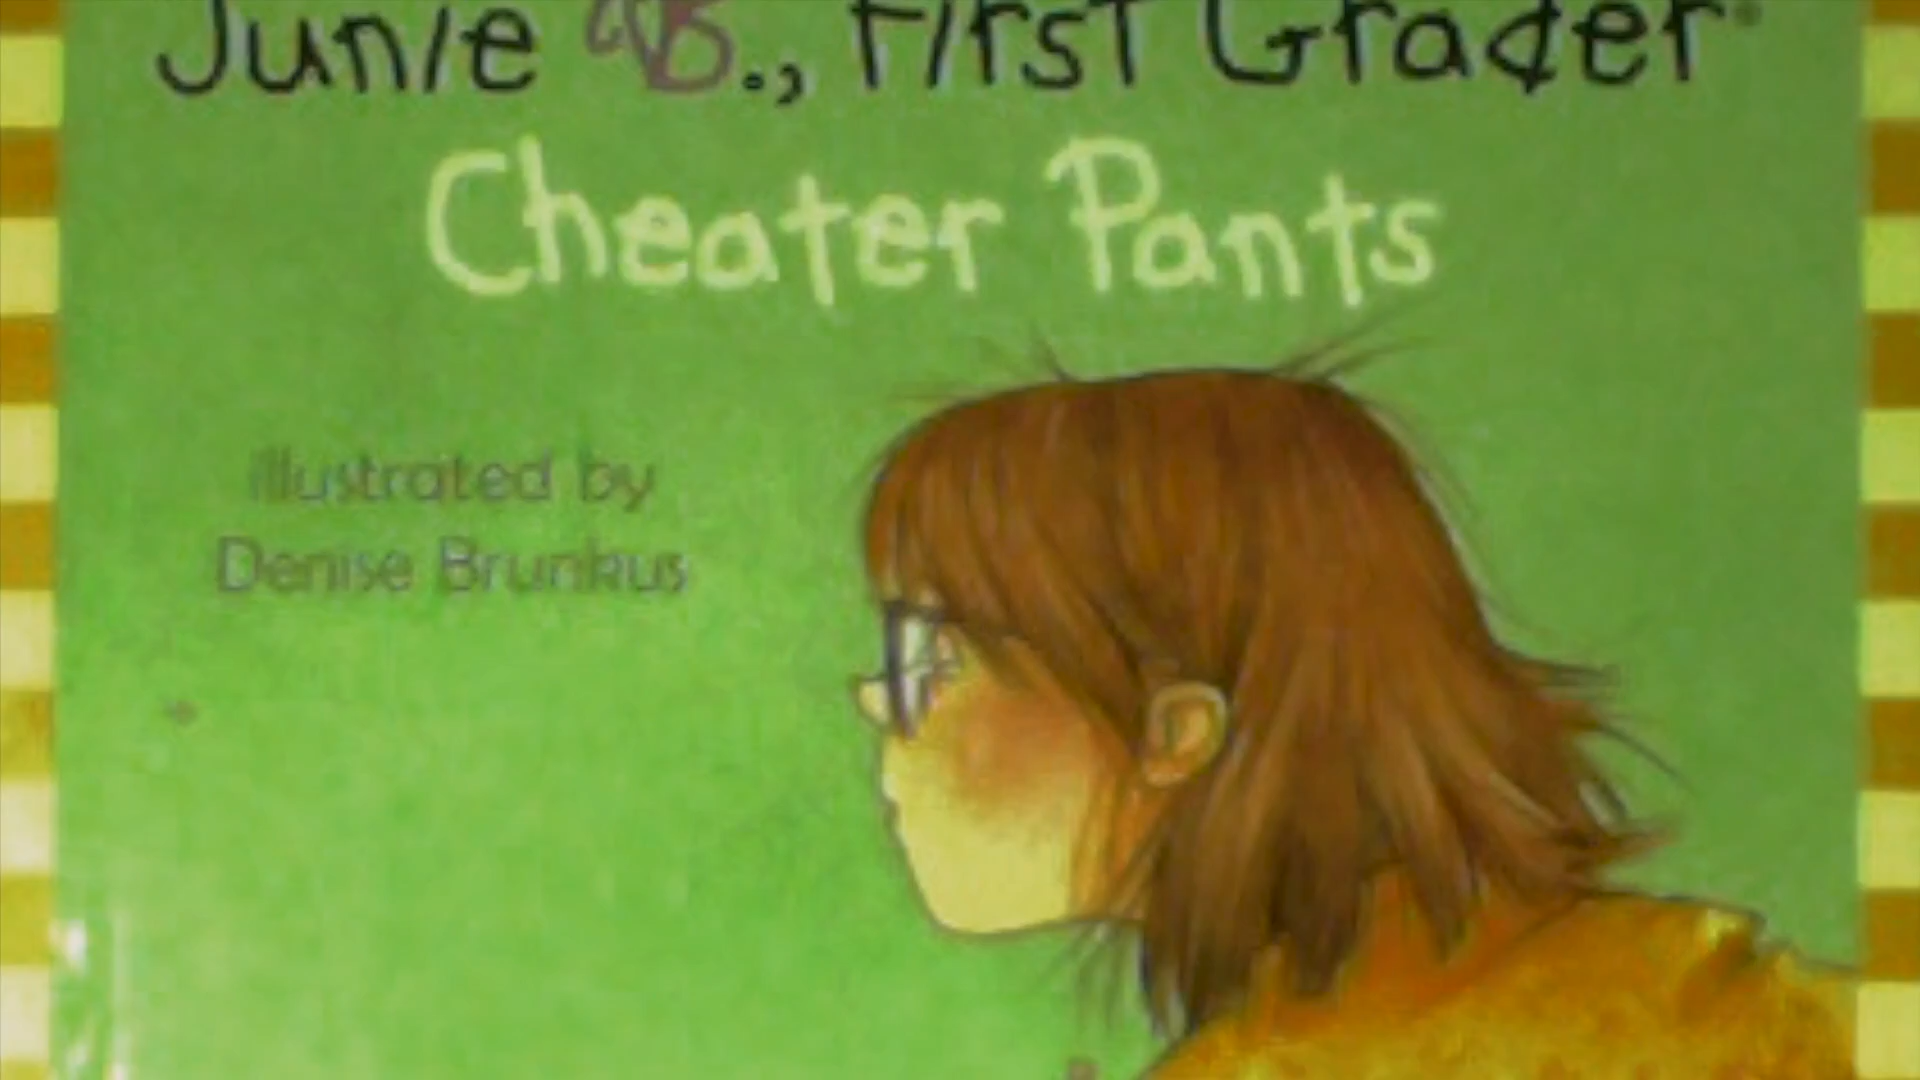 Junie B., First Grader®
Cheater Pants
illustrated by
Denise Brunkus